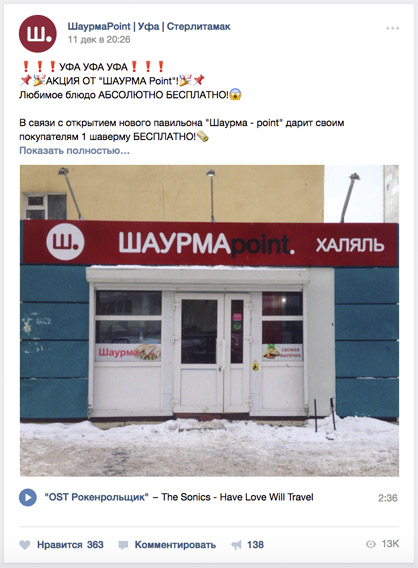 Ш.
ШаурмаPoint | Уфа | Стерлитамак
11 дек в 20:26
❗❗❗УФА УФА УФА❗❗❗
📌🎉АКЦИЯ ОТ "ШАУРМА Point"!🎉📌
Любимое блюдо АБСОЛЮТНО БЕСПЛАТНО!😱
В связи с открытием нового павильона "Шаурма - point" дарит своим
покупателям 1 шаверму БЕСПЛАТНО!🌯
Показать полностью…
Ш. ШАУРМАpoint. ХАЛЯЛЬ
Шаурма
СВЕЖАЯ
ВЫПЕЧКА
"OST Рокенрольщик" – The Sonics - Have Love Will Travel 2:36
Нравится 363 Комментировать 138 13K